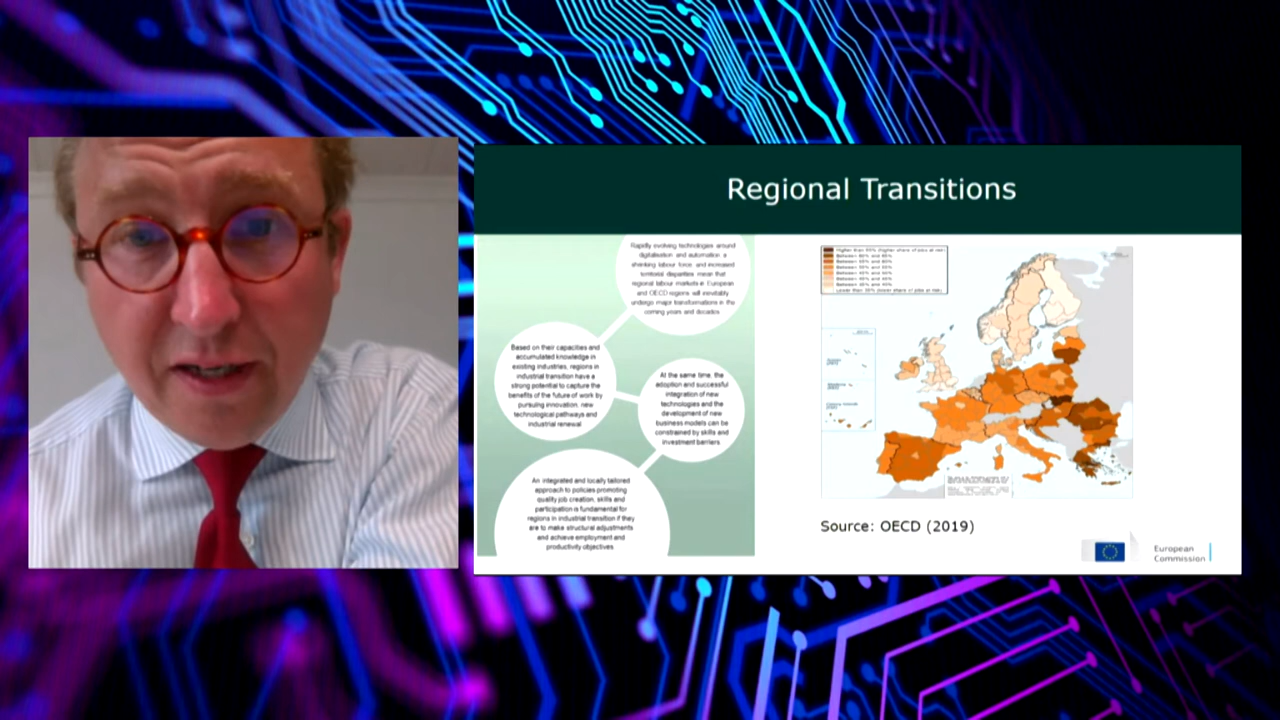 Regional Transitions
Rapidly evolving technologies around
digitalisation and automation a
shrinking labour force, and increased
territorial disparities mean that
regional labour markets in European
and OECD regions will inevitably
undergo major transformations in the
coming years and decades
Based on their capacities and
accumulated knowledge in
existing industries, regions in
industrial transition have a
strong potential to capture the
benefits of the future of work by
pursuing innovation, new
technological pathways and
industrial renewal
At the same time, the
adoption and successful
integration of new
technologies and the
development of new
business models can be
constrained by skills and
investment barriers
An integrated and locally tailored
approach to policies promoting
quality job creation, skills and
participation is fundamental for
regions in industrial transition if they
are to make structural adjustments
and achieve employment and
productivity objectives
Source: OECD (2019)
European
Commission